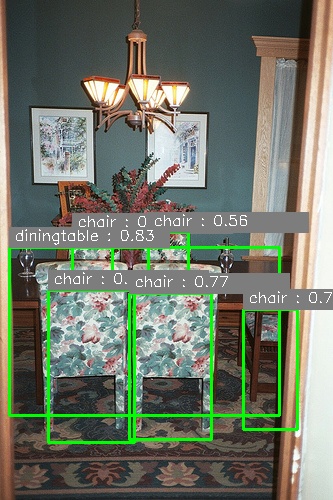 chair : 0 chair : 0.56
diningtable : 0.83
chair : 0. chair : 0.77
chair : 0.7